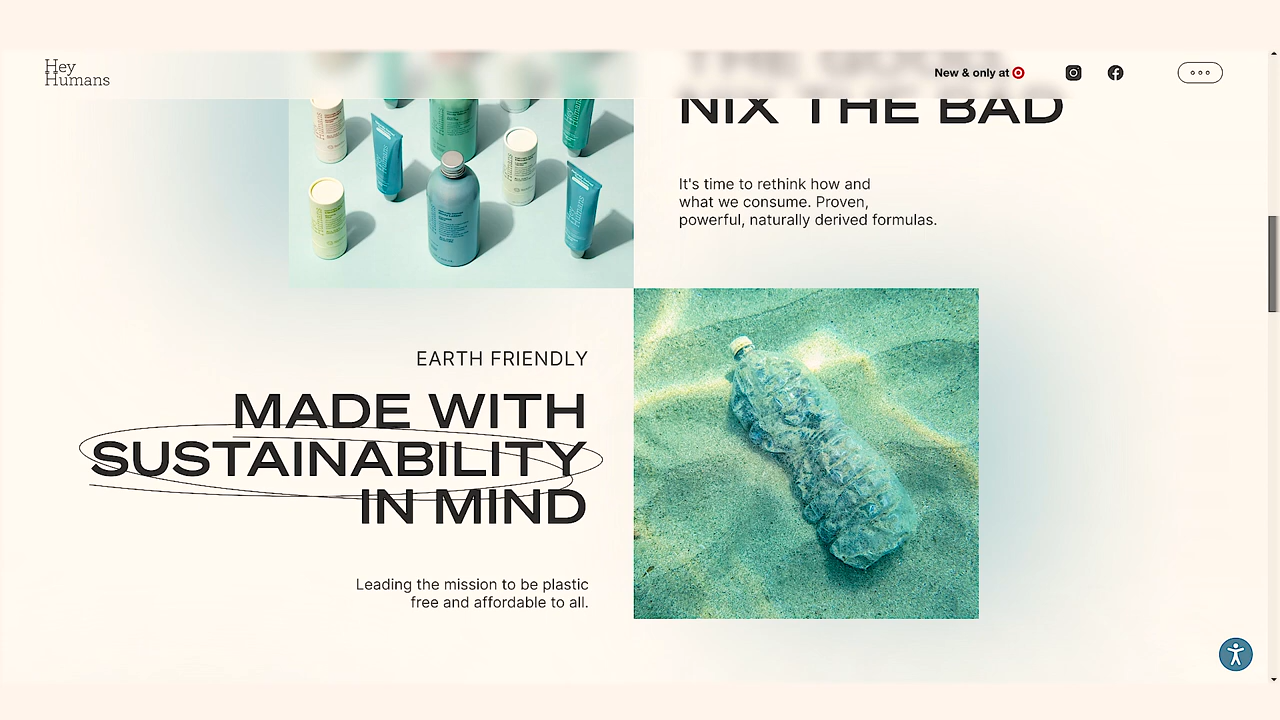 Hey
Humans
New & only at
NIX THE BAD
It's time to rethink how and
what we consume. Proven,
powerful, naturally derived formulas.
EARTH FRIENDLY
MADE WITH
SUSTAINABILITY
IN MIND
Leading the mission to be plastic
free and affordable to all.